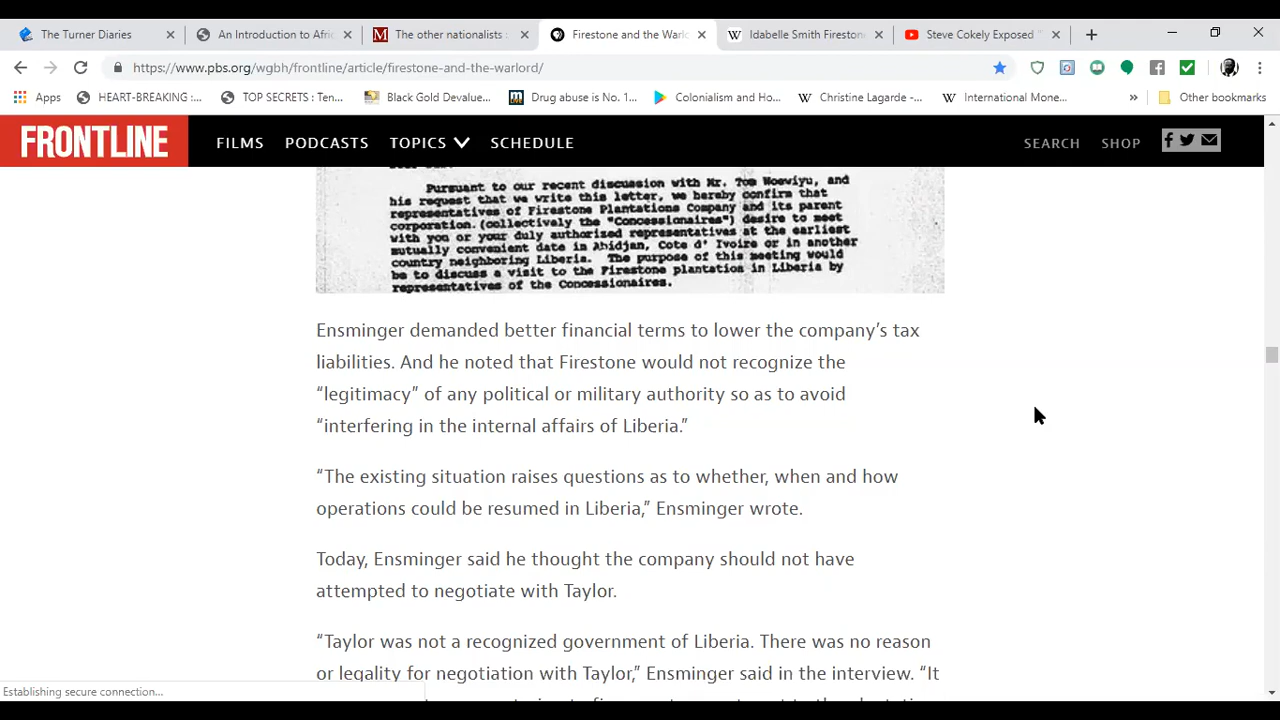 The Turner Diaries
An Introduction to Afric
The other nationalists :
Firestone and the Warlo
Idabelle Smith Firestone
Steve Cokely Exposed "
https://www.pbs.org/wgbh/frontline/article/firestone-and-the-warlord/
Apps
HEART-BREAKING :...
TOP SECRETS : Ten...
Black Gold Devalue...
Drug abuse is No. 1...
Colonialism and Ho...
Christine Lagarde -...
International Mone...
»
Other bookmarks
FRONTLINE
FILMS
PODCASTS
TOPICS
SCHEDULE
SEARCH
SHOP
Pursuant to our recent discussion with Mr. Tom Woeviyu, and
his request that we write this letter, we hereby confirm that
representatives of Firestone Plantations Company and its parent
corporation. (collectively the "Concessionaires") desire to meet
with you or your duly authorized representatives at the earliest
mutually convenient date in Abidjan, Cote d' Ivoire or in another
country neighboring Liberia. The purpose of this meeting would
be to discuss a visit to the Firestone plantation in Liberia by
representatives of the Concessionaires.
Ensminger demanded better financial terms to lower the company’s tax
liabilities. And he noted that Firestone would not recognize the
“legitimacy” of any political or military authority so as to avoid
“interfering in the internal affairs of Liberia.”
“The existing situation raises questions as to whether, when and how
operations could be resumed in Liberia,” Ensminger wrote.
Today, Ensminger said he thought the company should not have
attempted to negotiate with Taylor.
“Taylor was not a recognized government of Liberia. There was no reason
or legality for negotiation with Taylor,” Ensminger said in the interview. “It
Establishing secure connection...